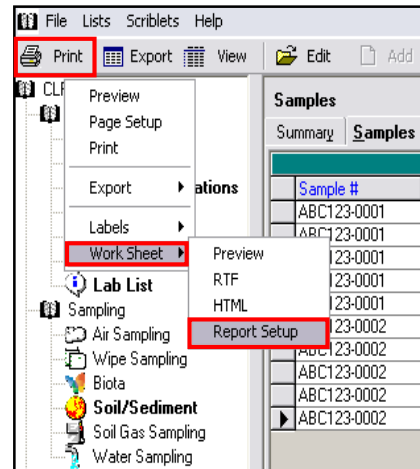 File Lists Scriblets Help
Print Export View Edit Add
Samples
Summary Samples
Preview
Page Setup
Print
Export ations
Labels
Work Sheet
Preview
RTF
HTML
Report Setup
Lab List
Sampling
Air Sampling
Wipe Sampling
Biota
Soil/Sediment
Soil Gas Sampling
Water Sampling
Sample #
ABC123-0001
ABC123-0001
123-0001
123-0001
123-0001
123-0002
ABC123-0002
ABC123-0002
ABC123-0002
ABC123-0002